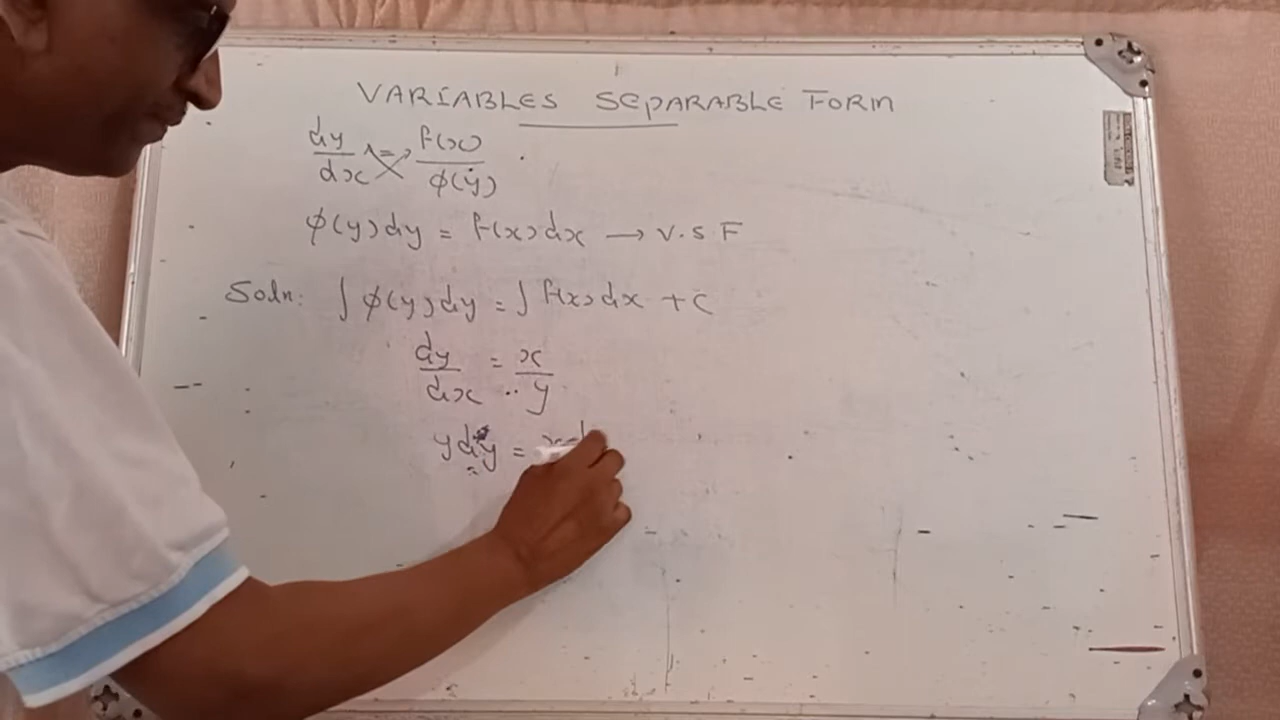 VARIABLES SEPARABLE FORM
dy/dx = f(x)/φ(y)
φ(y)dy = f(x)dx → V.S F
Soln: ∫ φ(y)dy = ∫ f(x)dx + C
dy/dx = x/y
y dy = x